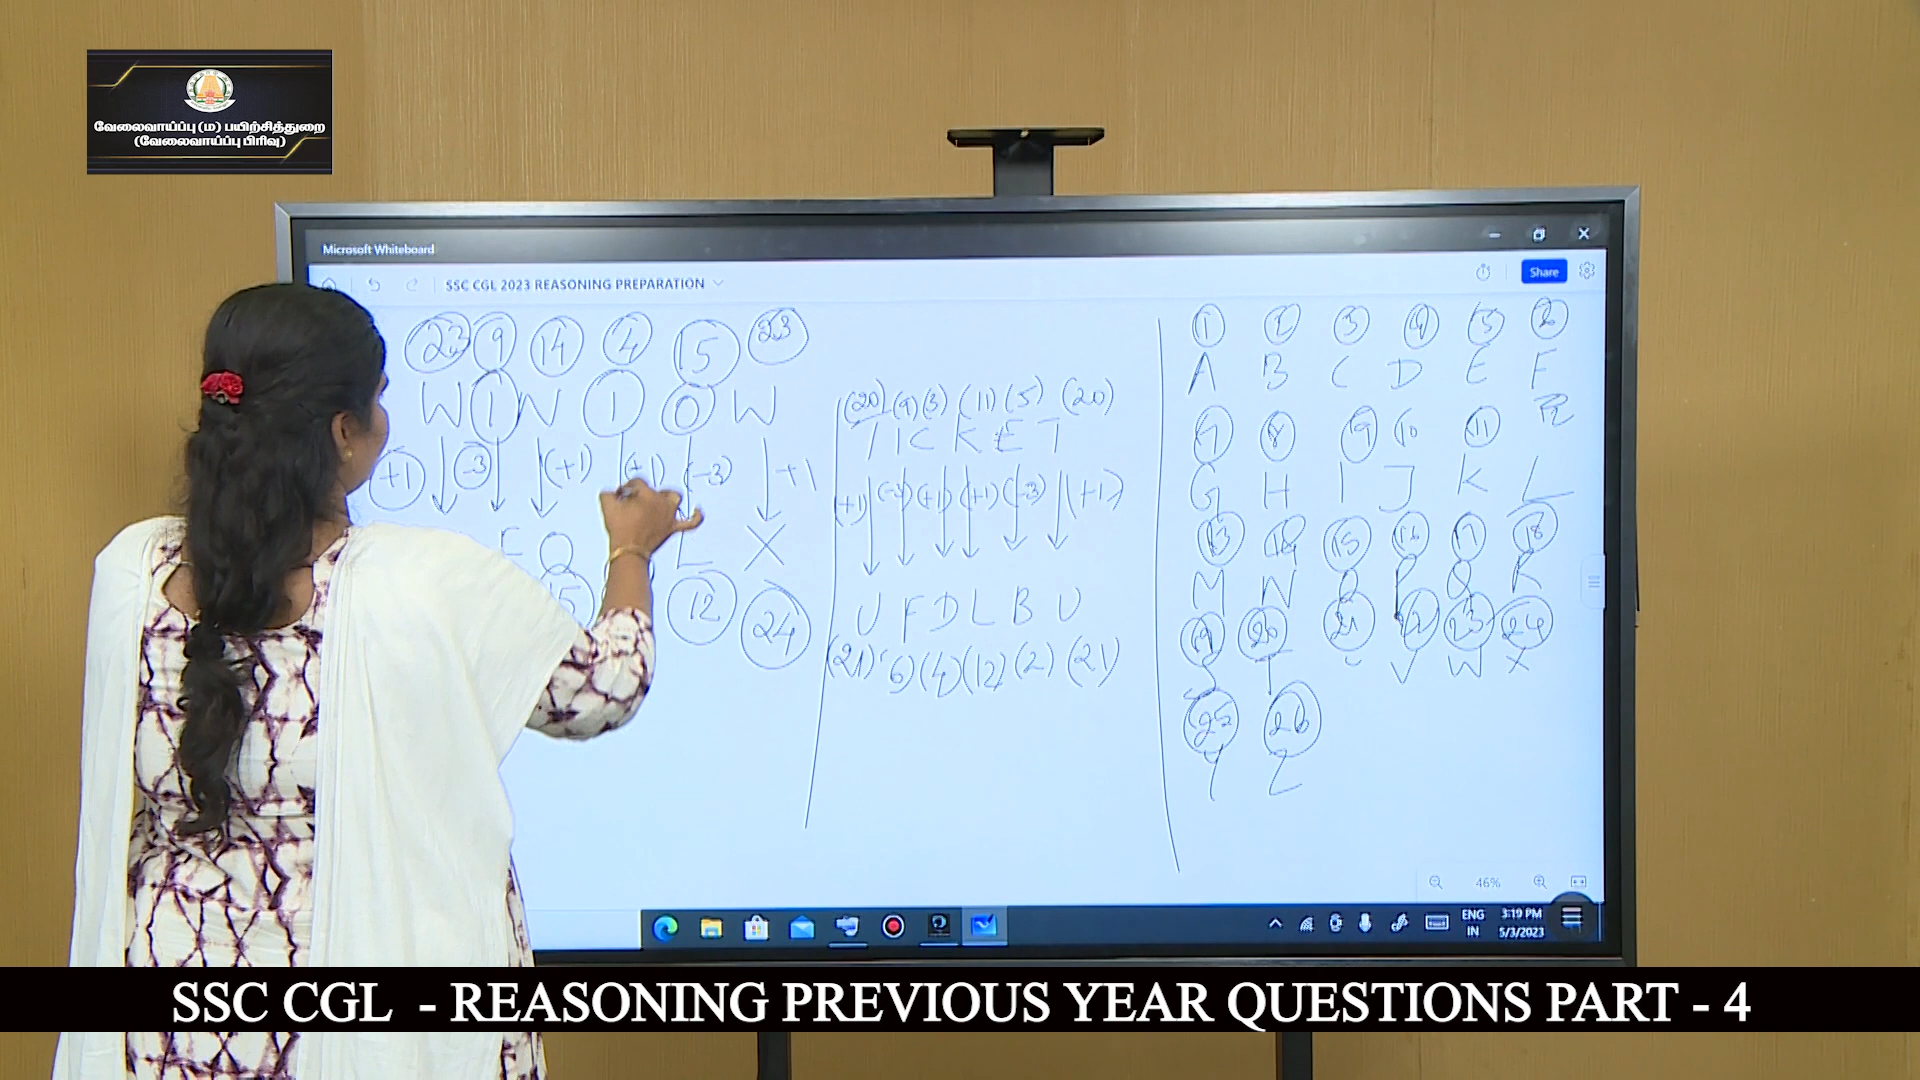 வேலைவாய்ப்பு (ம) பயிற்சித்துறை
(வேலைவாய்ப்பு பிரிவு)
Microsoft Whiteboard
SSC CGL 2023 REASONING PREPARATION
Share
23 9 14 4 15 23
W I N I O W
+1 -3 (+1) (+1) (-3) +1
F O L X
15 12 24
(20) (9) (3) (11) (5) (20)
T I C K E T
(+1) (-3) (+1) (+1) (-3) (+1)
U F D L B U
(21) 6) (4) (12) (2) (21)
1 2 3 4 5
A B C D E F
7 8 9 10 11 12
G H I J K L
13 14 15 16 17 18
M N O P Q R
19 20 21 22 23 24
S T V W X
25 26
Y Z
46%
ENG
IN
3:19 PM
5/3/2023
SSC CGL - REASONING PREVIOUS YEAR QUESTIONS PART - 4